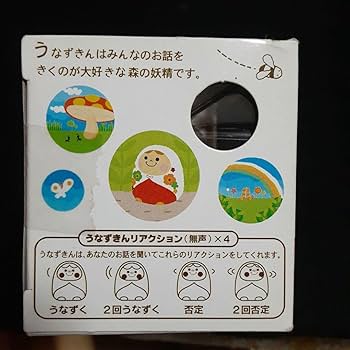 うなずきんはみんなのお話を
きくのが大好きな森の妖精です。
うなずきんリアクション(無声)×4
うなずきんは、あなたのお話を聞いてこれらのリアクションをしてくれます。
うなずく 2回うなずく 否定 2回否定